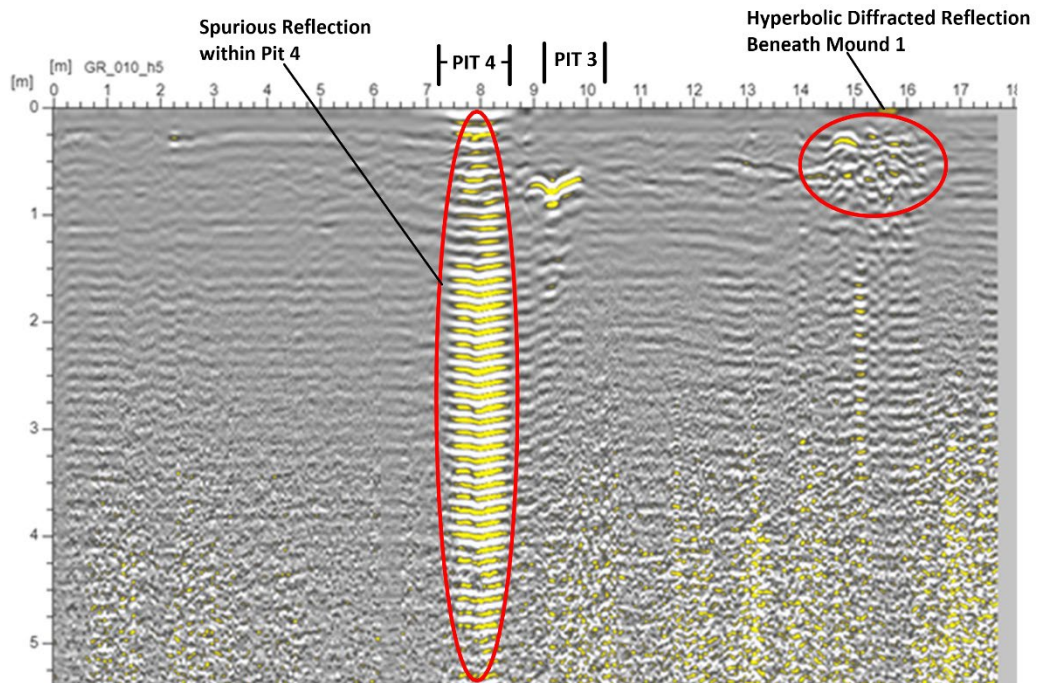 Spurious Reflection
within Pit 4
PIT 4
PIT 3
Hyperbolic Diffracted Reflection
Beneath Mound 1
[m] [m] GR_010_h5
0 1 2 3 4 5 6 7 8 9 10 11 12 13 14 15 16 17 18
0
1
2
3
4
5